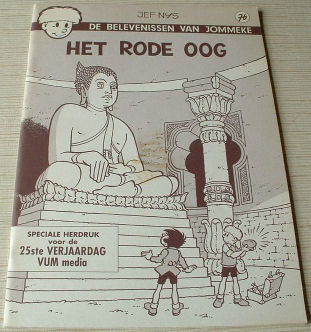 JEF NYS
76
DE BELEVENISSEN VAN JOMMEKE
HET RODE OOG
SPECIALE HERDRUK
voor de
25ste VERJAARDAG
VUM media